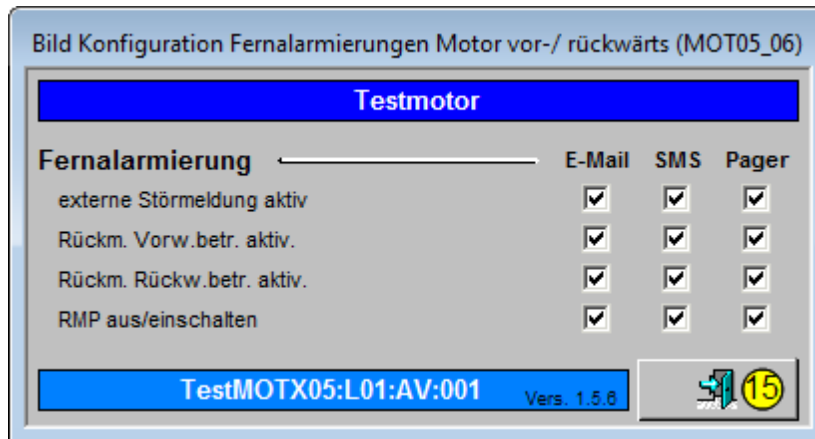 Bild Konfiguration Fernalarmierungen Motor vor-/ rückwärts (MOT05_06)
Testmotor
Fernalarmierung E-Mail SMS Pager
externe Störmeldung aktiv
Rückm. Vorw.betr. aktiv.
Rückm. Rückw.betr. aktiv.
RMP aus/einschalten
TestMOTX05:L01:AV:001 Vers. 1.5.6 15